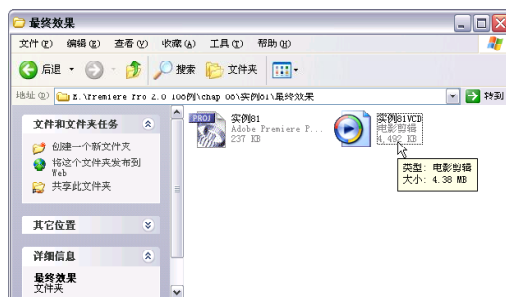 最终效果
文件(F) 编辑(E) 查看(V) 收藏(A) 工具(T) 帮助(H)
后退 搜索 文件夹
地址(D) E:\Premiere Pro 2.0 100例\chap 06\实例81\最终效果 转到
文件和文件夹任务
创建一个新文件夹
将这个文件夹发布到
Web
共享此文件夹
其它位置
详细信息
最终效果
文件夹
PROJ
实例81
Adobe Premiere P...
237 KB
实例81VCD
电影剪辑
4,492 KB
类型: 电影剪辑
大小: 4.38 MB